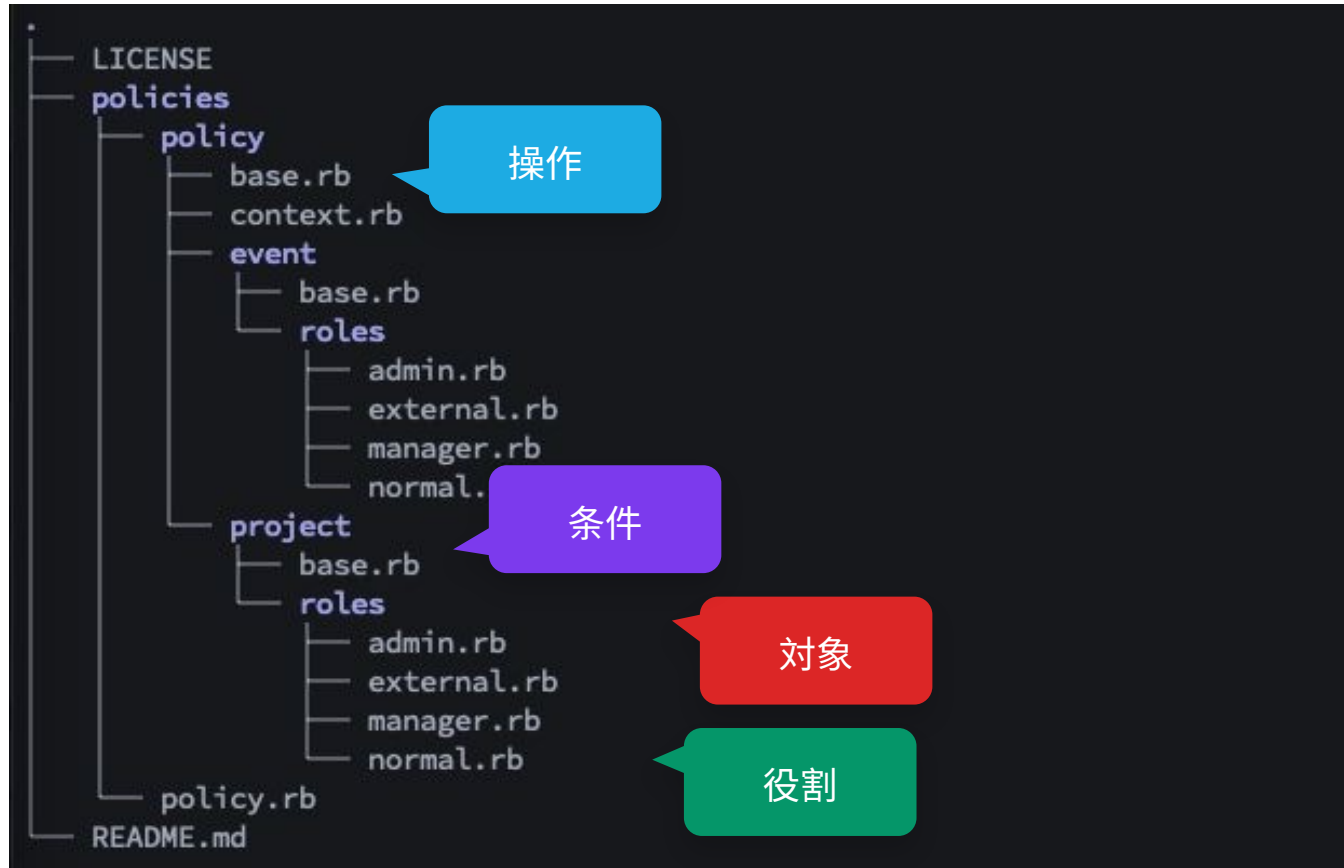 .
LICENSE
policies
policy
base.rb
操作
context.rb
event
base.rb
roles
admin.rb
external.rb
manager.rb
normal.
条件
project
base.rb
roles
admin.rb
対象
external.rb
manager.rb
normal.rb
役割
policy.rb
README.md